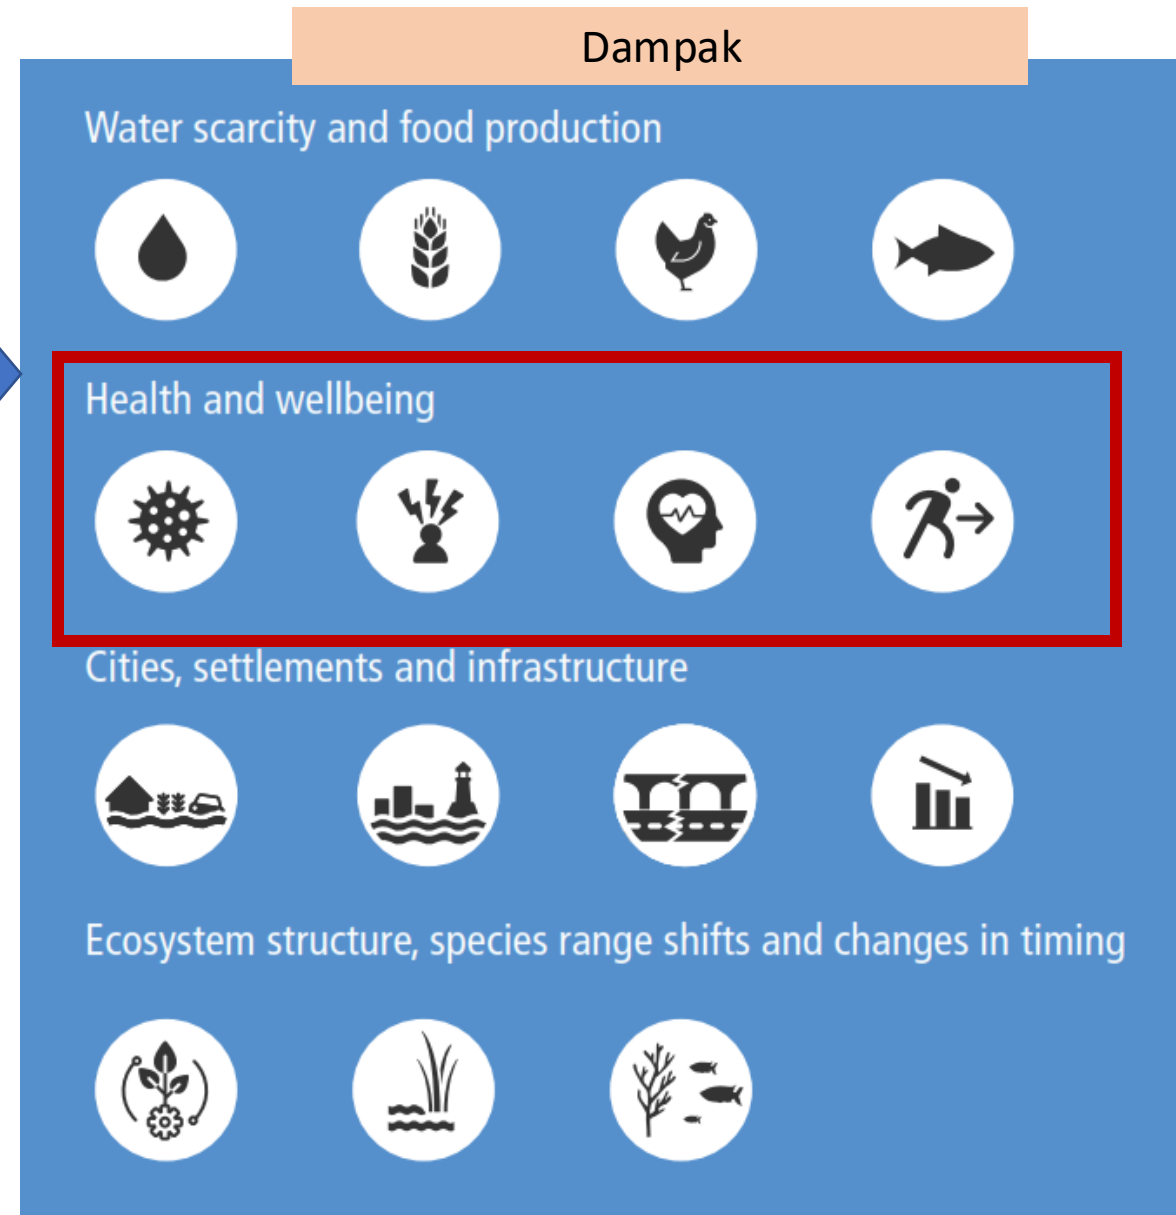 Dampak
Water scarcity and food production
Health and wellbeing
Cities, settlements and infrastructure
Ecosystem structure, species range shifts and changes in timing